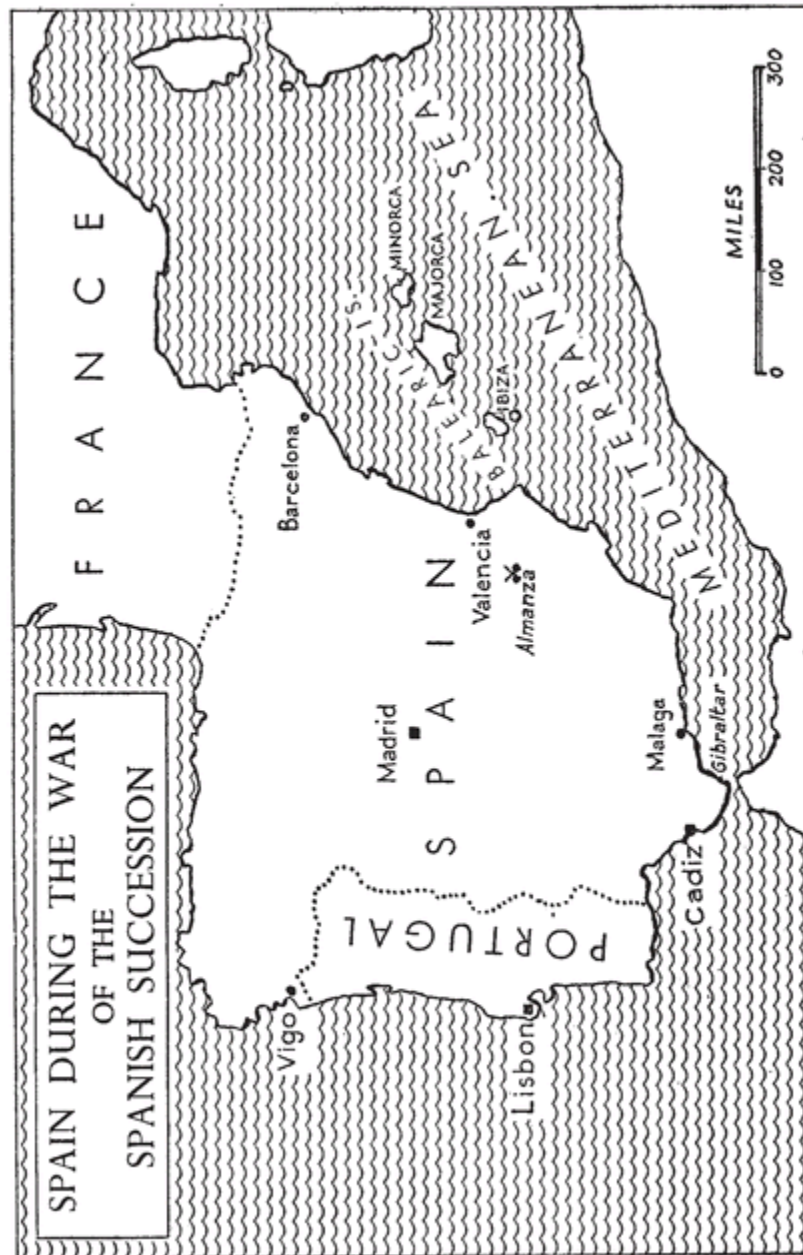 SPAIN DURING THE WAR
OF THE
SPANISH SUCCESSION
FRANCE
Vigo
Barcelona
PORTUGAL
Madrid
SPAIN
Valencia
Almanza
Lisbon
BALEARIC IS.
MINORCA
MAJORCA
IBIZA
MEDITERRANEAN. SEA
Cadiz
Malaga
Gibraltar
MILES
0 100 200 300